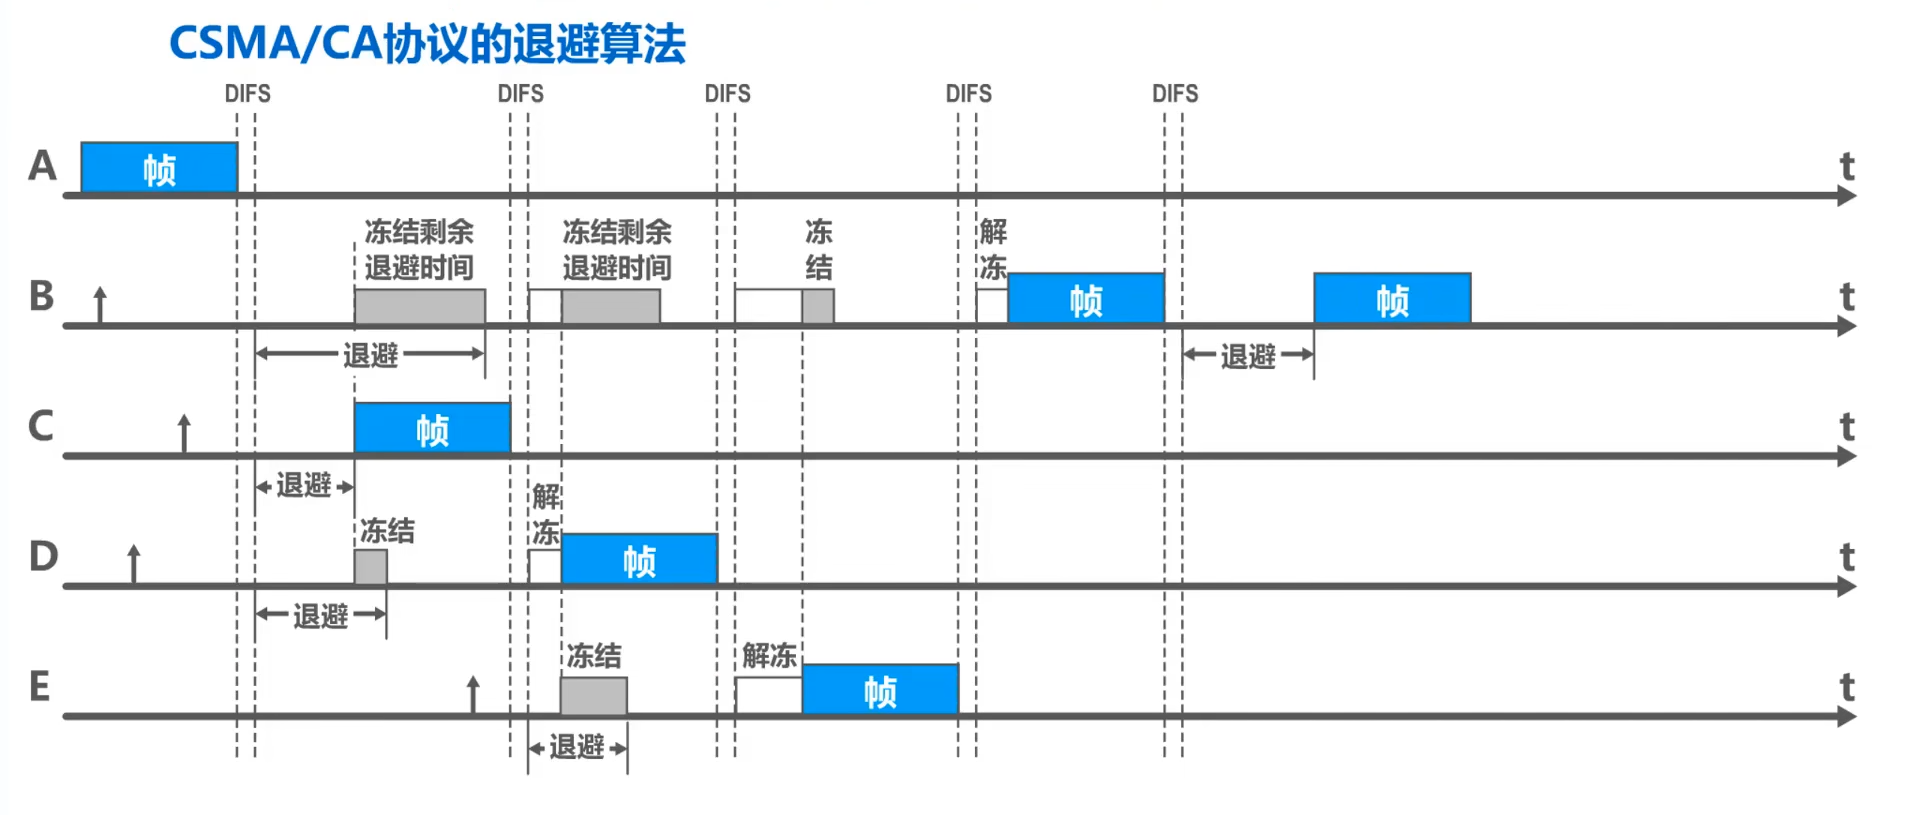 CSMA/CA协议的退避算法
DIFS DIFS DIFS DIFS DIFS
A 帧 t
冻结剩余 冻结剩余 冻 解
退避时间 退避时间 结 冻
B 帧 帧 t
退避 退避
C 帧 t
退避 解
冻结 冻
D 帧 t
退避
冻结 解冻
E 帧 t
退避